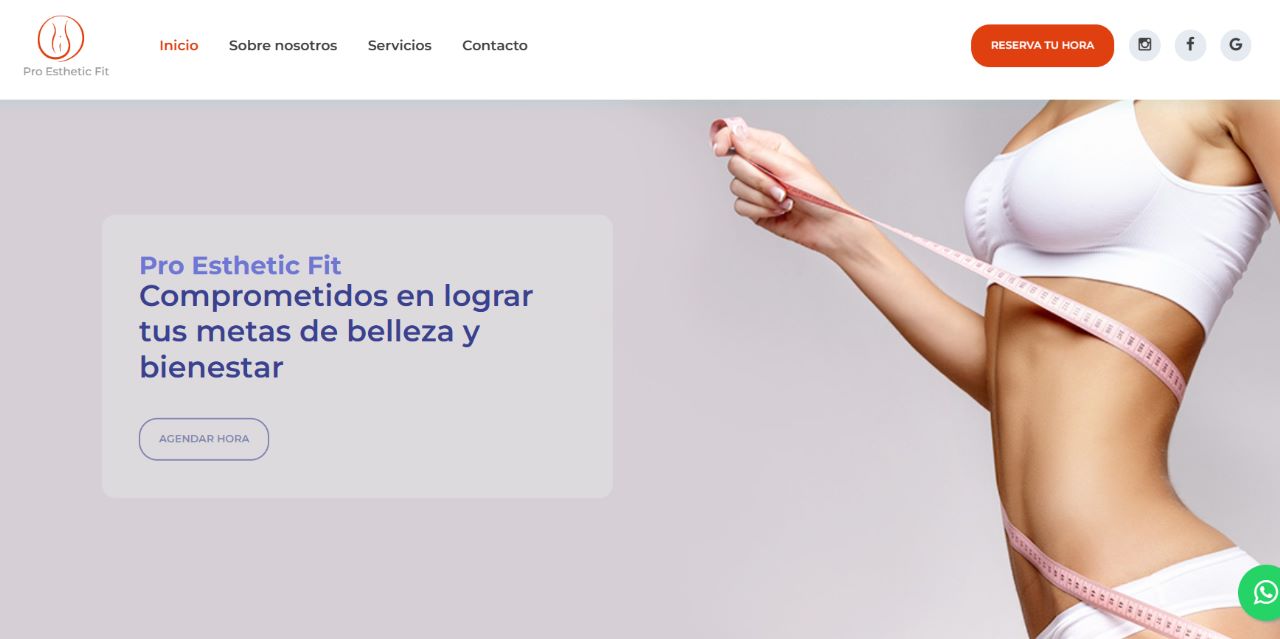 Pro Esthetic Fit
Inicio
Sobre nosotros
Servicios
Contacto
RESERVA TU HORA
Pro Esthetic Fit
Comprometidos en lograr
tus metas de belleza y
bienestar
AGENDAR HORA